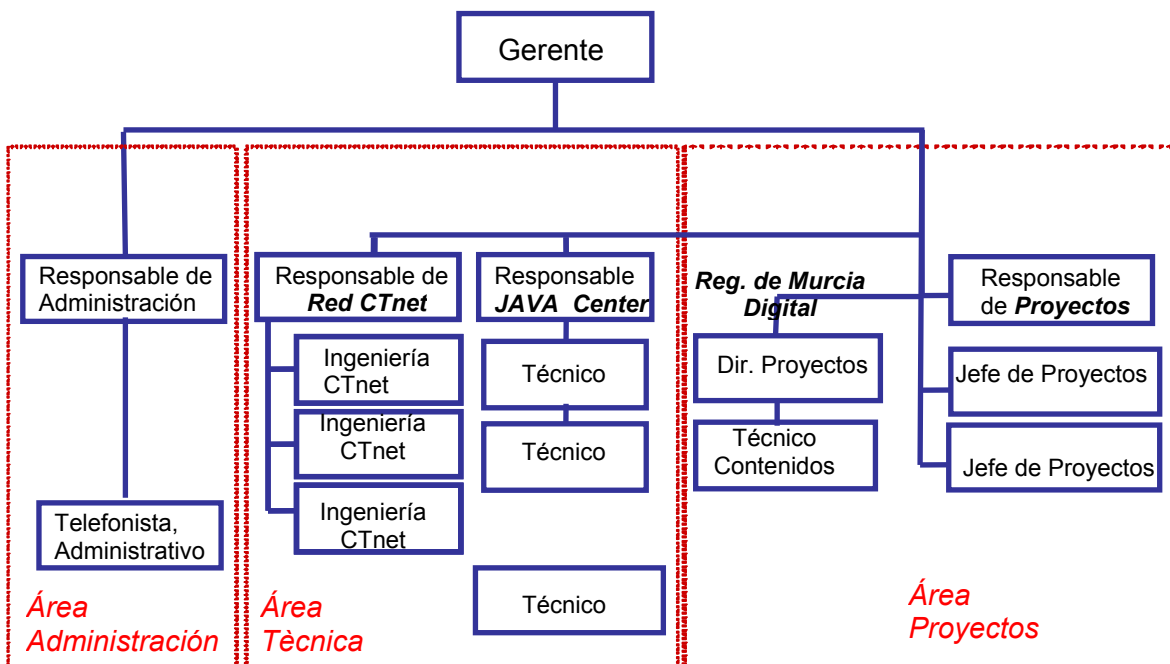 Gerente
Responsable de
Administración
Telefonista,
Administrativo
Área
Administración
Responsable de
Red CTnet
Ingeniería
CTnet
Ingeniería
CTnet
Ingeniería
CTnet
Responsable
JAVA Center
Técnico
Técnico
Técnico
Área
Tècnica
Reg. de Murcia
Digital
Dir. Proyectos
Técnico
Contenidos
Responsable
de Proyectos
Jefe de Proyectos
Jefe de Proyectos
Área
Proyectos